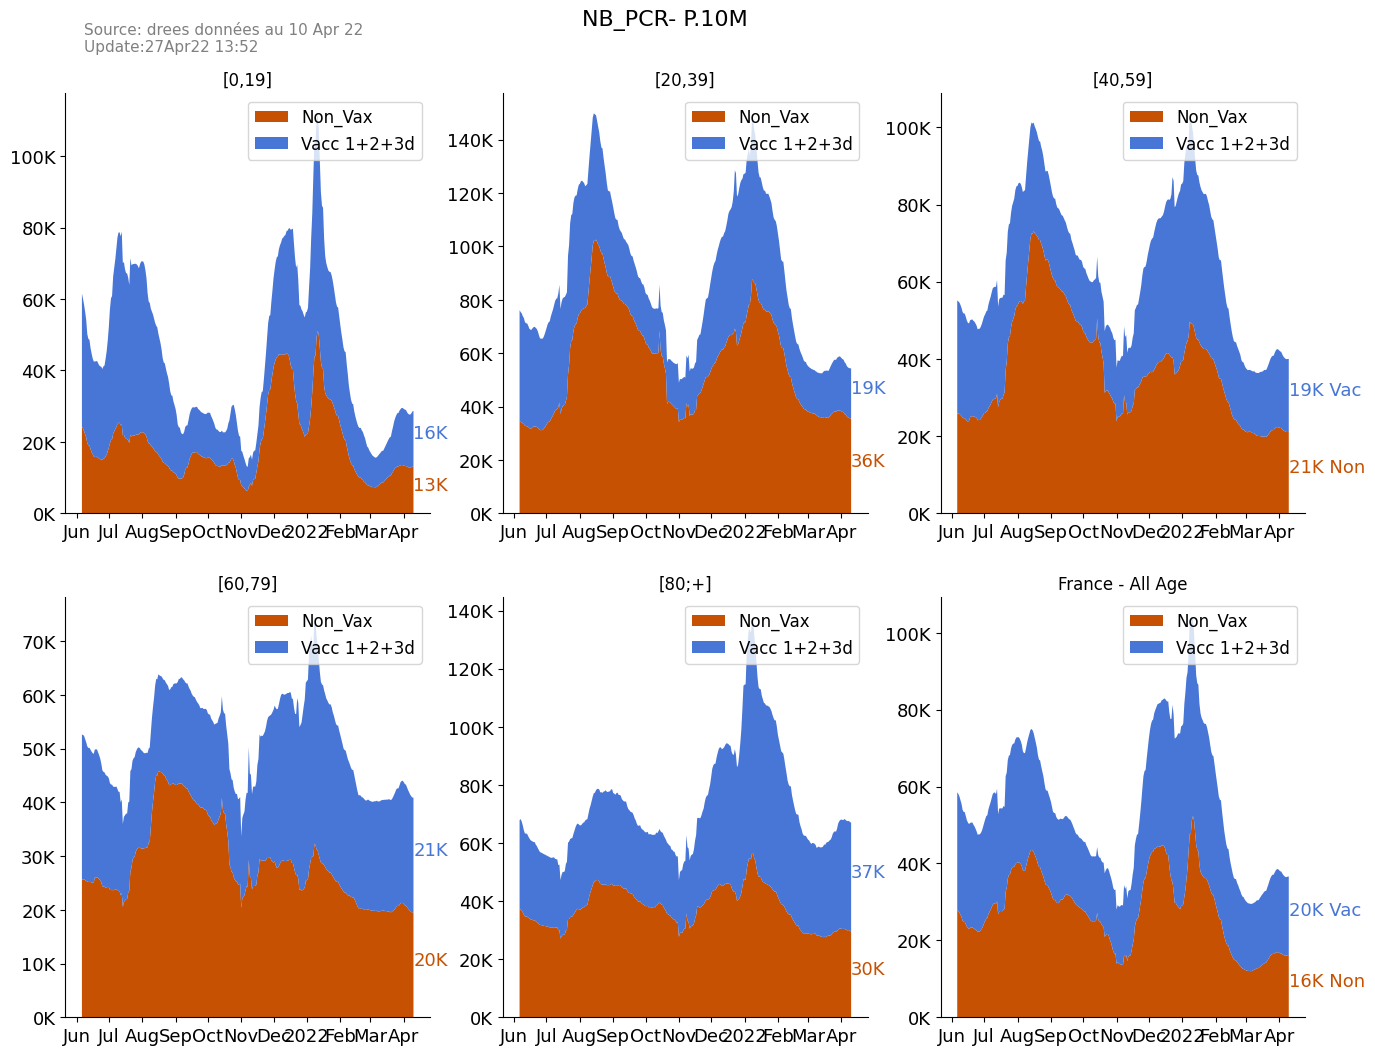 NB_PCR- P.10M
Source: drees données au 10 Apr 22
Update:27Apr22 13:52
[0,19]
Non_Vax
Vacc 1+2+3d
100K
80K
60K
40K
20K
0K
16K
13K
Jun Jul Aug Sep Oct Nov Dec 2022 Feb Mar Apr
[20,39]
Non_Vax
Vacc 1+2+3d
140K
120K
100K
80K
60K
40K
20K
0K
19K
36K
Jun Jul Aug Sep Oct Nov Dec 2022 Feb Mar Apr
[40,59]
Non_Vax
Vacc 1+2+3d
100K
80K
60K
40K
20K
0K
19K Vac
21K Non
Jun Jul Aug Sep Oct Nov Dec 2022 Feb Mar Apr
[60,79]
Non_Vax
Vacc 1+2+3d
70K
60K
50K
40K
30K
20K
10K
0K
21K
20K
Jun Jul Aug Sep Oct Nov Dec 2022 Feb Mar Apr
[80;+]
Non_Vax
Vacc 1+2+3d
140K
120K
100K
80K
60K
40K
20K
0K
37K
30K
Jun Jul Aug Sep Oct Nov Dec 2022 Feb Mar Apr
France - All Age
Non_Vax
Vacc 1+2+3d
100K
80K
60K
40K
20K
0K
20K Vac
16K Non
Jun Jul Aug Sep Oct Nov Dec 2022 Feb Mar Apr